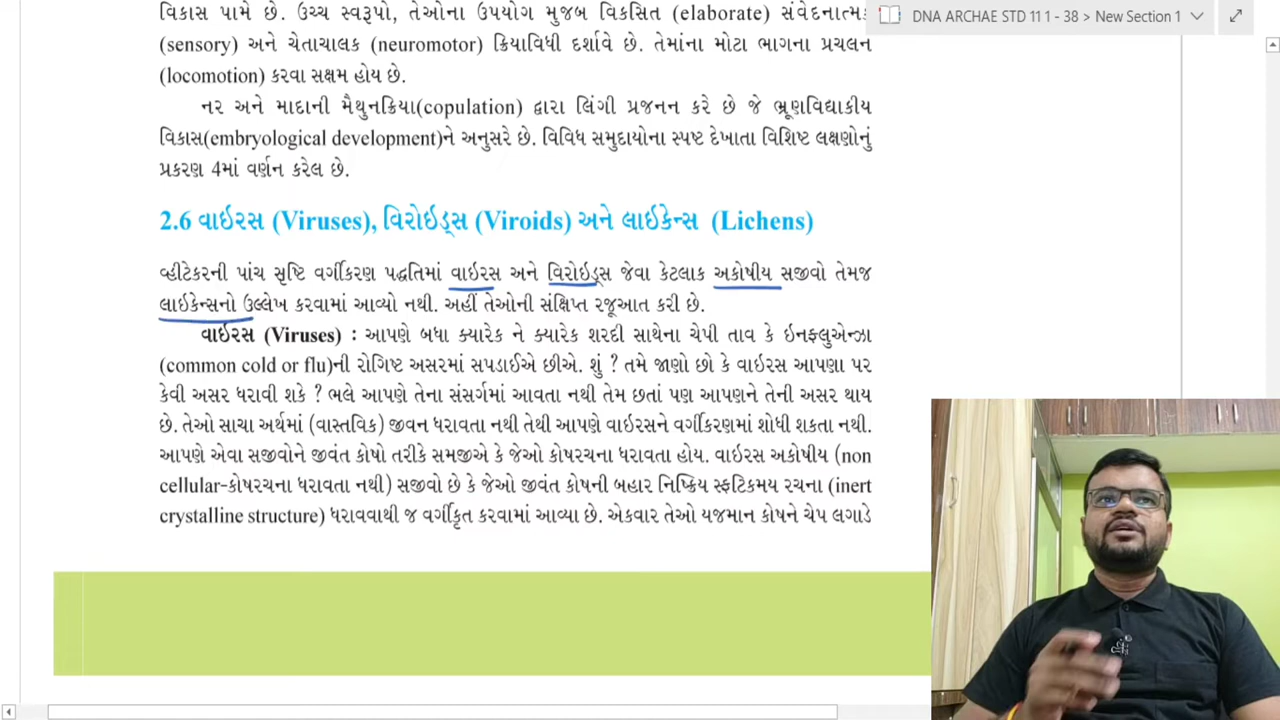 વિકાસ પામે છે. ઉચ્ચ સ્વરૂપો, તેઓના ઉપયોગ મુજબ વિકસિત (elaborate) સંવેદનાત્મક
DNA ARCHAE STD 11 1 - 38 > New Section 1
(sensory) અને ચેતાચાલક (neuromotor) ક્રિયાવિધી દર્શાવે છે. તેમાંના મોટા ભાગના પ્રચલન
(locomotion) કરવા સક્ષમ હોય છે.
નર અને માદાની મૈથુનક્રિયા(copulation) દ્વારા લિંગી પ્રજનન કરે છે જે ભ્રૂણવિદ્યાકીય
વિકાસ(embryological development)ને અનુસરે છે. વિવિધ સમુદાયોના સ્પષ્ટ દેખાતા વિશિષ્ટ લક્ષણોનું
પ્રકરણ 4માં વર્ણન કરેલ છે.
2.6 વાઇરસ (Viruses), વિરોઇડ્સ (Viroids) અને લાઇકેન્સ (Lichens)
વ્હીટેકરની પાંચ સૃષ્ટિ વર્ગીકરણ પદ્ધતિમાં વાઇરસ અને વિરોઇડ્સ જેવા કેટલાક અકોષીય સજીવો તેમજ
લાઇકેન્સનો ઉલ્લેખ કરવામાં આવ્યો નથી. અહીં તેઓની સંક્ષિપ્ત રજૂઆત કરી છે.
વાઇરસ (Viruses) : આપણે બધા ક્યારેક ને ક્યારેક શરદી સાથેના ચેપી તાવ કે ઇનફ્લુએન્ઝા
(common cold or flu)ની રોગિષ્ટ અસરમાં સપડાઈએ છીએ. શું ? તમે જાણો છો કે વાઇરસ આપણા પર
કેવી અસર ધરાવી શકે ? ભલે આપણે તેના સંસર્ગમાં આવતા નથી તેમ છતાં પણ આપણને તેની અસર થાય
છે. તેઓ સાચા અર્થમાં (વાસ્તવિક) જીવન ધરાવતા નથી તેથી આપણે વાઇરસને વર્ગીકરણમાં શોધી શકતા નથી.
આપણે એવા સજીવોને જીવંત કોષો તરીકે સમજીએ કે જેઓ કોષરચના ધરાવતા હોય. વાઇરસ અકોષીય (non
cellular-કોષરચના ધરાવતા નથી) સજીવો છે કે જેઓ જીવંત કોષની બહાર નિષ્ક્રિય સ્ફટિકમય રચના (inert
crystalline structure) ધરાવવાથી જ વર્ગીકૃત કરવામાં આવ્યા છે. એકવાર તેઓ યજમાન કોષને ચેપ લગાડે